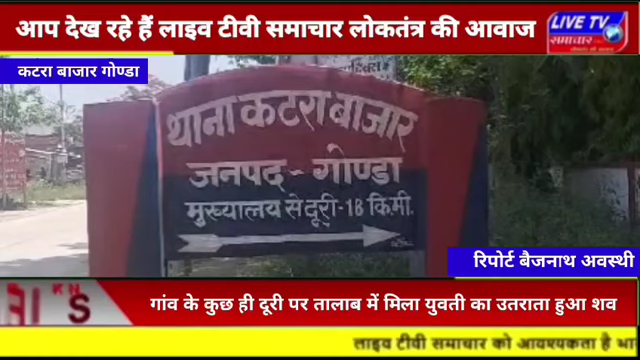 आप देख रहे हैं लाइव टीवी समाचार लोकतंत्र की आवाज
LIVE TV
समाचार
कटरा बाजार गोण्डा
थाना कटरा बाजार
जनपद - गोण्डा
मुख्यालय से दूरी - 18 कि.मी.
रिपोर्ट बैजनाथ अवस्थी
गांव के कुछ ही दूरी पर तालाब में मिला युवती का उतराता हुआ शव
लाइव टीवी समाचार को आवश्यकता है